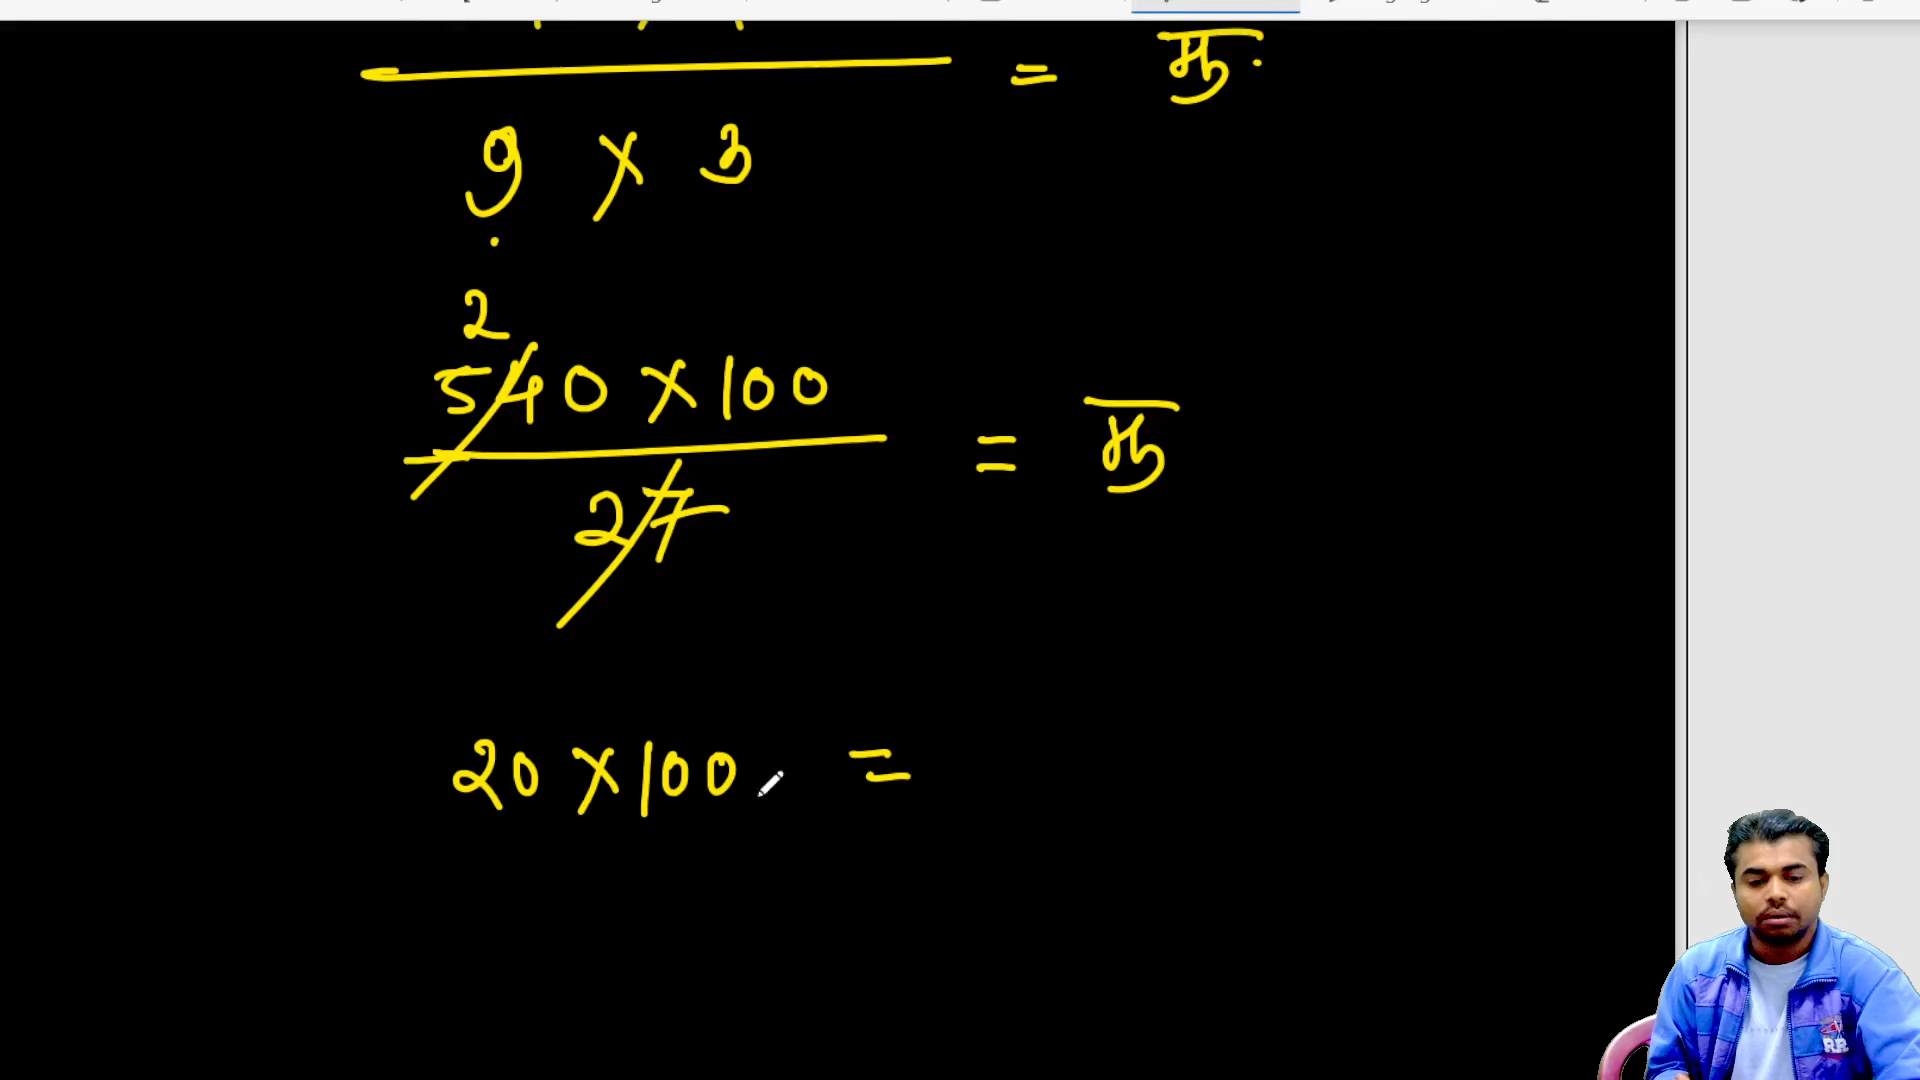 = मू.
9 x 3
2
540 x 100
= मू
27
20 x 100 =